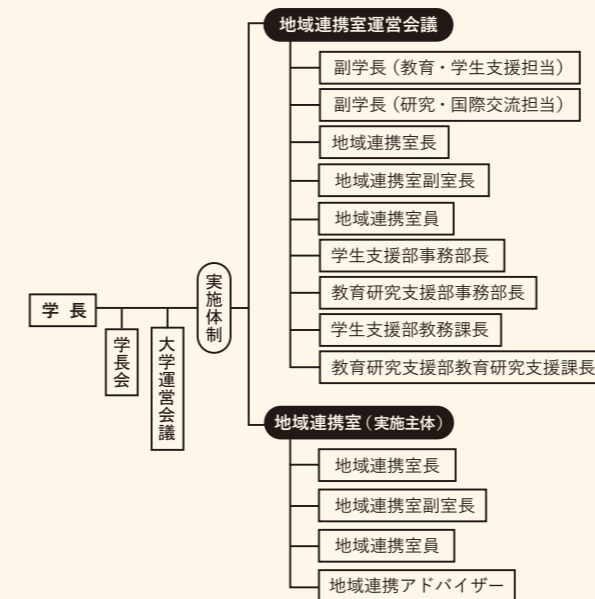 地域連携室運営会議
副学長（教育・学生支援担当）
副学長（研究・国際交流担当）
地域連携室長
地域連携室副室長
地域連携室員
学生支援部事務部長
教育研究支援部事務部長
学生支援部教務課長
教育研究支援部教育研究支援課長
学長
学長会
大学運営会議
実施体制
地域連携室（実施主体）
地域連携室長
地域連携室副室長
地域連携室員
地域連携アドバイザー